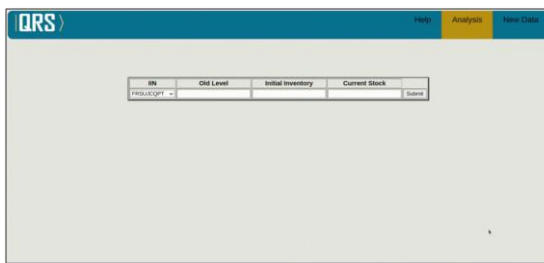 |QRS⟩
Help Analysis New Data
IIN Old Level Initial Inventory Current Stock
Submit